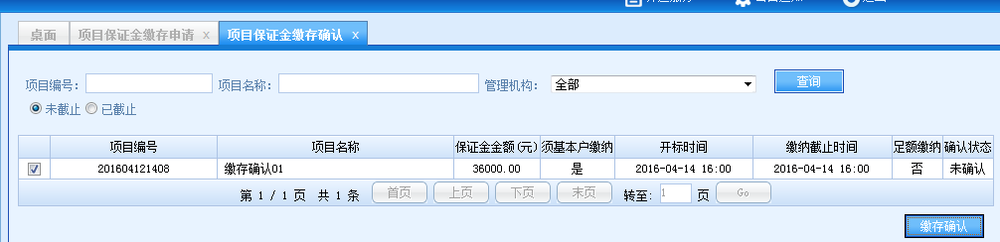 桌面 项目保证金缴存申请 x 项目保证金缴存确认 x
项目编号: 项目名称: 管理机构: 全部 查询
未截止 已截止
项目编号 项目名称 保证金金额(元) 须基本户缴纳 开标时间 缴纳截止时间 足额缴纳 确认状态
201604121408 缴存确认01 36000.00 是 2016-04-14 16:00 2016-04-14 16:00 否 未确认
第 1 / 1 页 共 1 条 首页 上页 下页 末页 转至: 1 页 Go
缴存确认